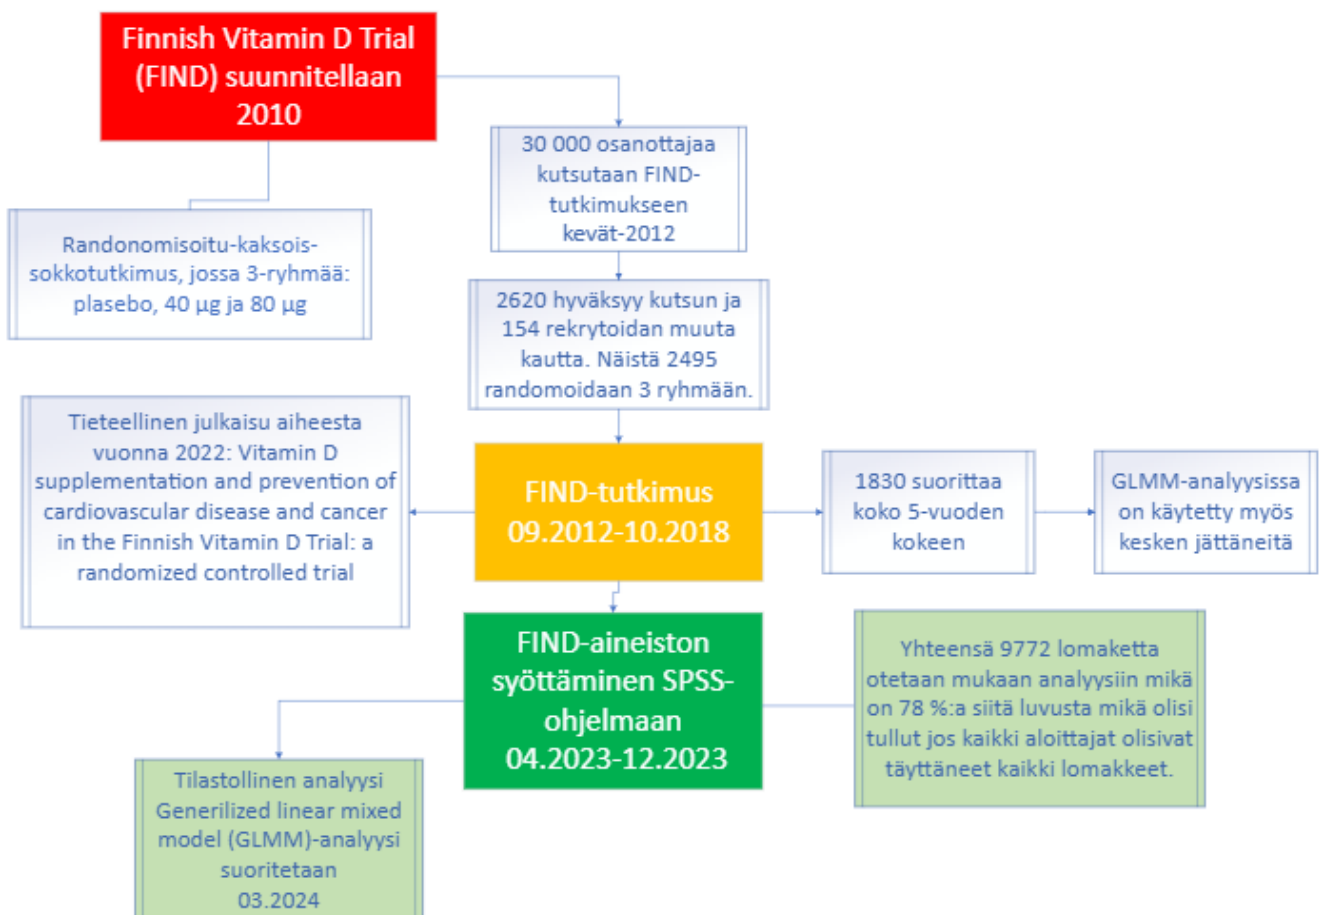 Finnish Vitamin D Trial
(FIND) suunnitellaan
2010
30 000 osanottajaa
kutsutaan FIND-
tutkimukseen
kevät-2012
Randonomisoitu-kaksois-
sokkotutkimus, jossa 3-ryhmää:
plasebo, 40 µg ja 80 µg
2620 hyväksyy kutsun ja
154 rekrytoidan muuta
kautta. Näistä 2495
randomoidaan 3 ryhmään.
Tieteellinen julkaisu aiheesta
vuonna 2022: Vitamin D
supplementation and prevention of
cardiovascular disease and cancer
in the Finnish Vitamin D Trial: a
randomized controlled trial
FIND-tutkimus
09.2012-10.2018
1830 suorittaa
koko 5-vuoden
kokeen
GLMM-analyysissa
on käytetty myös
kesken jättäneitä
FIND-aineiston
syöttäminen SPSS-
ohjelmaan
04.2023-12.2023
Yhteensä 9772 lomaketta
otetaan mukaan analyysiin mikä
on 78 %:a siitä luvusta mikä olisi
tullut jos kaikki aloittajat olisivat
täyttäneet kaikki lomakkeet.
Tilastollinen analyysi
Generilized linear mixed
model (GLMM)-analyysi
suoritetaan
03.2024